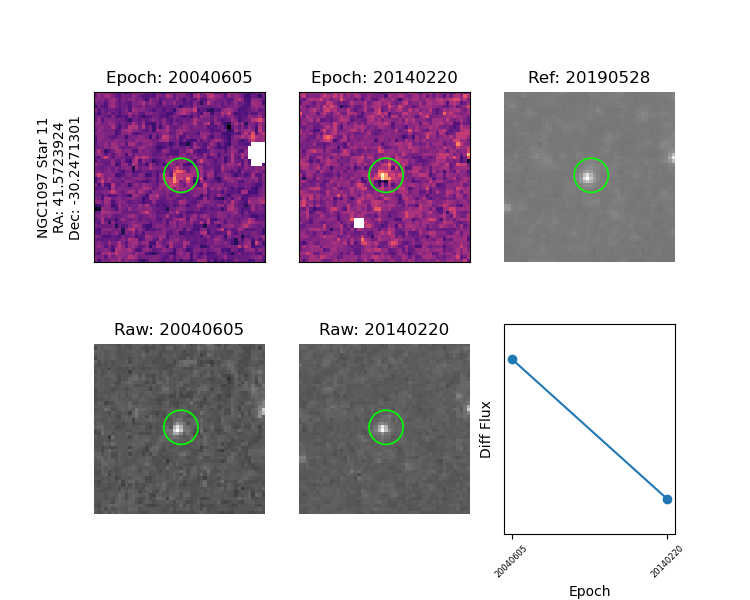 NGC1097 Star 11
RA: 41.5723924
Dec: -30.2471301
Epoch: 20040605
Epoch: 20140220
Ref: 20190528
Raw: 20040605
Raw: 20140220
Diff Flux
20040605
20140220
Epoch